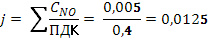 j = ∑ C_NO / ПДК = 0,005 / 0,4 = 0,0125